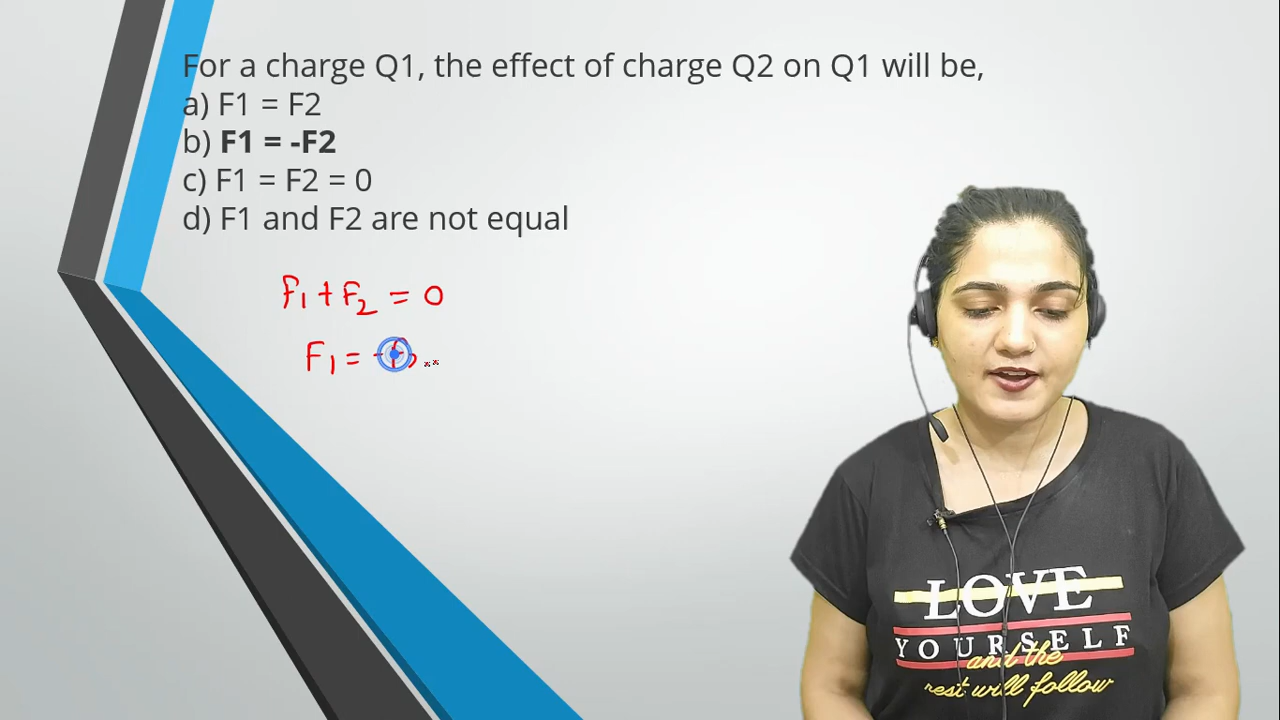 For a charge Q1, the effect of charge Q2 on Q1 will be,
a) F1 = F2
b) F1 = -F2
c) F1 = F2 = 0
d) F1 and F2 are not equal
F1 + F2 = 0
F1 = -
LOVE
YOURSELF
and the
rest will follow